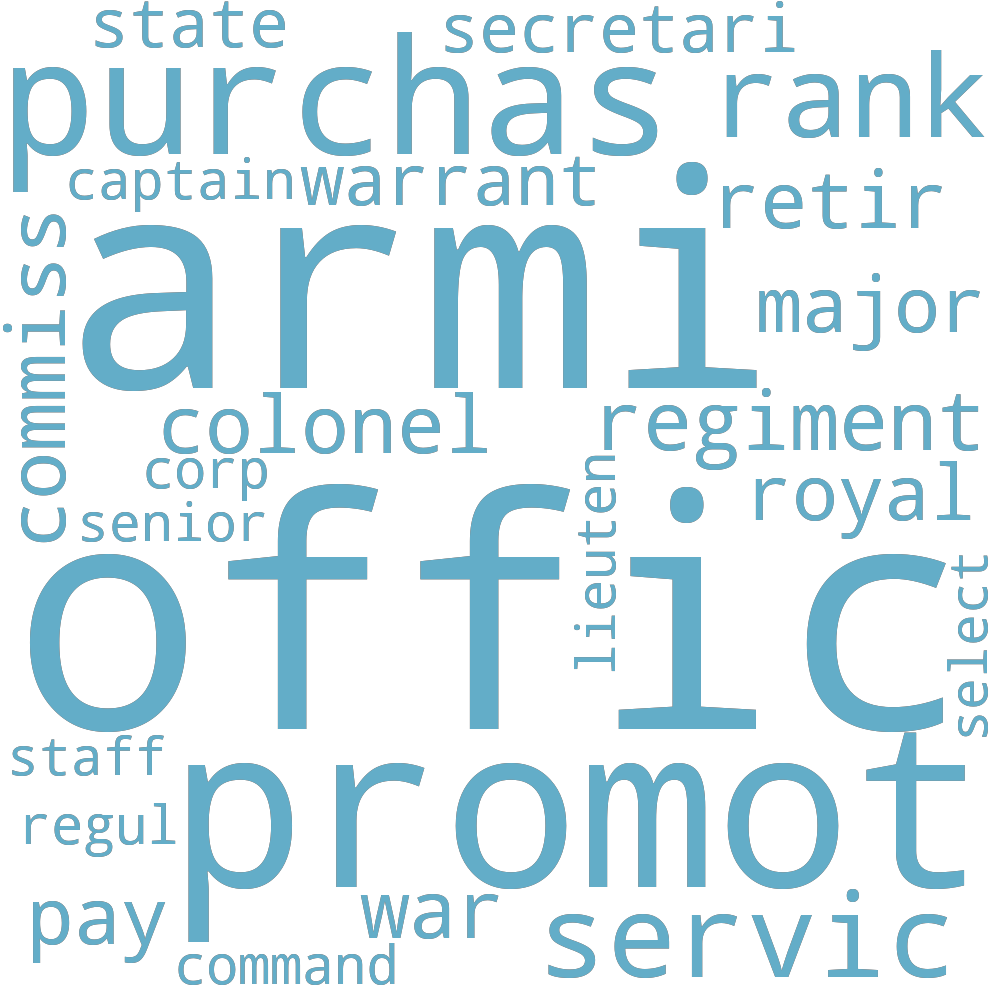 state
secretari
purchas
rank
captain
warrant
retir
commiss
armi
major
colonel
regiment
corp
royal
senior
lieuten
offic
select
staff
promot
regul
pay
war
servic
command